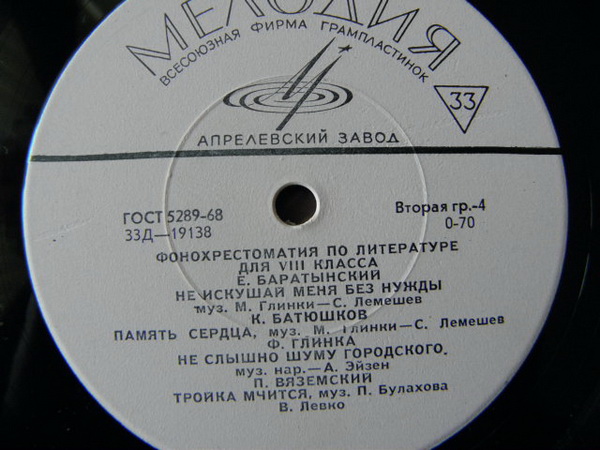 МЕЛОДИЯ
ВСЕСОЮЗНАЯ ФИРМА ГРАМПЛАСТИНОК
33
АПРЕЛЕВСКИЙ ЗАВОД
ГОСТ 5289-68 Вторая гр.-4
33Д—19138 0-70
ФОНОХРЕСТОМАТИЯ ПО ЛИТЕРАТУРЕ
ДЛЯ VIII КЛАССА
Е. БАРАТЫНСКИЙ
НЕ ИСКУШАЙ МЕНЯ БЕЗ НУЖДЫ
муз. М. Глинки—С. Лемешев
К. БАТЮШКОВ
ПАМЯТЬ СЕРДЦА, муз. М. Глинки—С. Лемешев
Ф. ГЛИНКА
НЕ СЛЫШНО ШУМУ ГОРОДСКОГО,
муз. нар.—А. Эйзен
П. ВЯЗЕМСКИЙ
ТРОЙКА МЧИТСЯ, муз. П. Булахова
В. Левко